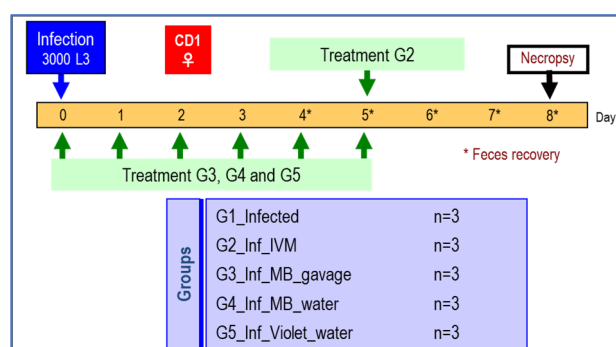 Infection
3000 L3
CD1
♀
Treatment G2
Necropsy
0 1 2 3 4* 5* 6* 7* 8* Day
Treatment G3, G4 and G5
* Feces recovery
Groups
G1_Infected n=3
G2_Inf_IVM n=3
G3_Inf_MB_gavage n=3
G4_Inf_MB_water n=3
G5_Inf_Violet_water n=3